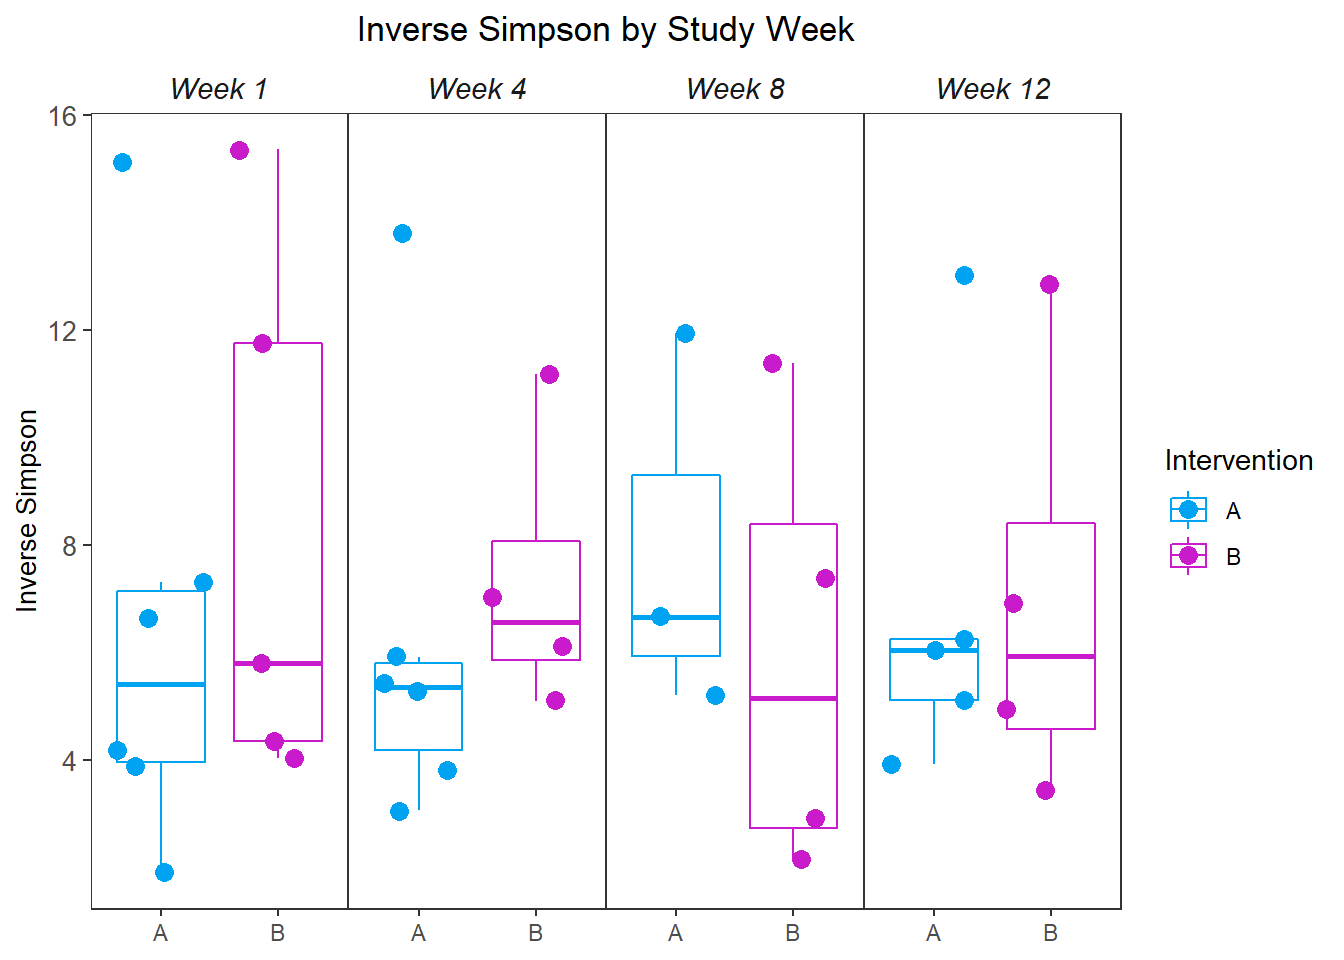 Inverse Simpson by Study Week
Week 1 Week 4 Week 8 Week 12
16
12
8
4
Inverse Simpson
A B A B A B A B
Intervention
A
B